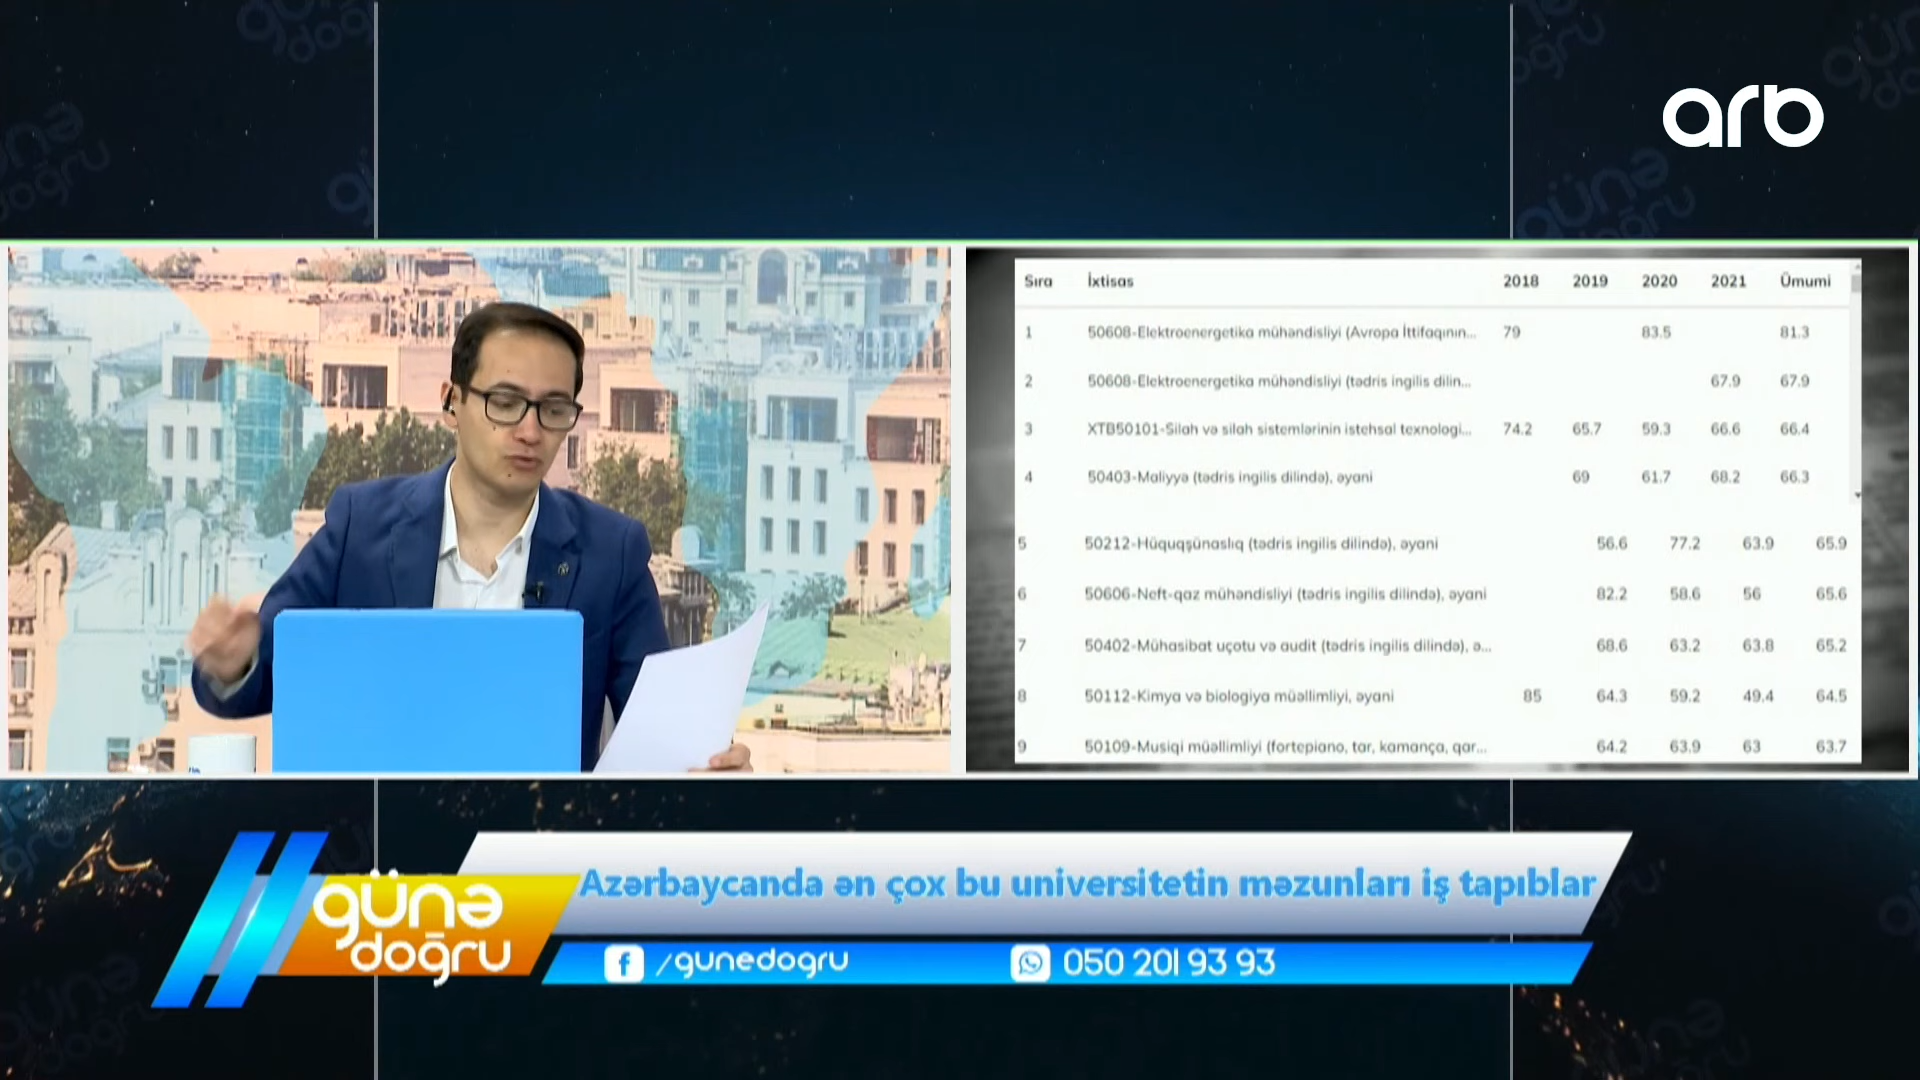 arb
Sıra İxtisas 2018 2019 2020 2021 Ümumi
1 50608-Elektroenergetika mühəndisliyi (Avropa İttifaqının... 79 83.5 81.3
2 50608-Elektroenergetika mühəndisliyi (tədris ingilis dilin... 67.9 67.9
3 XTB50101-Silah və silah sistemlərinin istehsal texnologi... 74.2 65.7 59.3 66.6 66.4
4 50403-Maliyyə (tədris ingilis dilində), əyani 69 61.7 68.2 66.3
5 50212-Hüquqşünaslıq (tədris ingilis dilində), əyani 56.6 77.2 63.9 65.9
6 50606-Neft-qaz mühəndisliyi (tədris ingilis dilində), əyani 82.2 58.6 56 65.6
7 50402-Mühasibat uçotu və audit (tədris ingilis dilində), ə... 68.6 63.2 63.8 65.2
8 50112-Kimya və biologiya müəllimliyi, əyani 85 64.3 59.2 49.4 64.5
9 50109-Musiqi müəllimliyi (fortepiano, tar, kamança, qar... 64.2 63.9 63 63.7
günə
doğru
Azərbaycanda ən çox bu universitetin məzunları iş tapıblar
/gunedogru
050 201 93 93